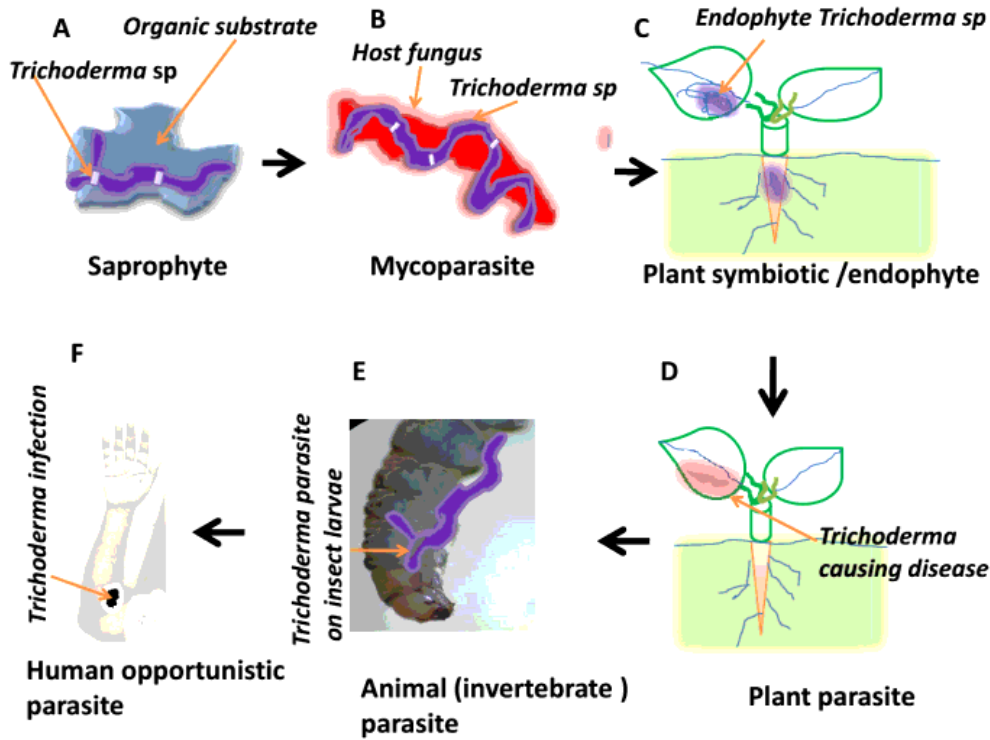 A
Organic substrate
Trichoderma sp
Saprophyte
B
Host fungus
Trichoderma sp
Mycoparasite
C
Endophyte Trichoderma sp
Plant symbiotic /endophyte
D
Trichoderma
causing disease
Plant parasite
E
Trichoderma parasite
on insect larvae
Animal (invertebrate )
parasite
F
Trichoderma infection
Human opportunistic
parasite